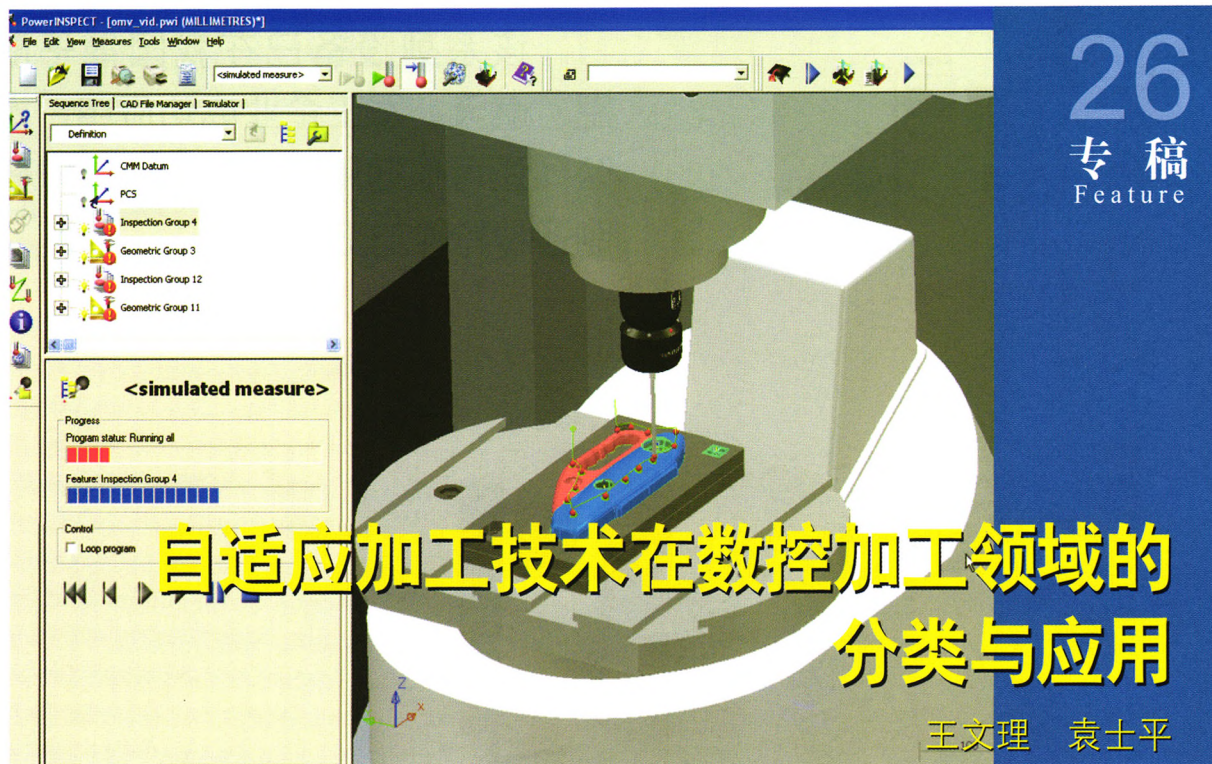 PowerINSPECT - [omv_vid.pwi (MILLIMETRES)*]
File Edit View Measures Tools Window Help
<simulated measure>
Sequence Tree CAD File Manager Simulator
Definition
CMM Datum
PCS
Inspection Group 4
Geometric Group 3
Inspection Group 12
Geometric Group 11
<simulated measure>
Progress
Program status: Running all
Feature: Inspection Group 4
Control
Loop program
Z
X
26
专稿
Feature
自适应加工技术在数控加工领域的
分类与应用
王文理 袁士平